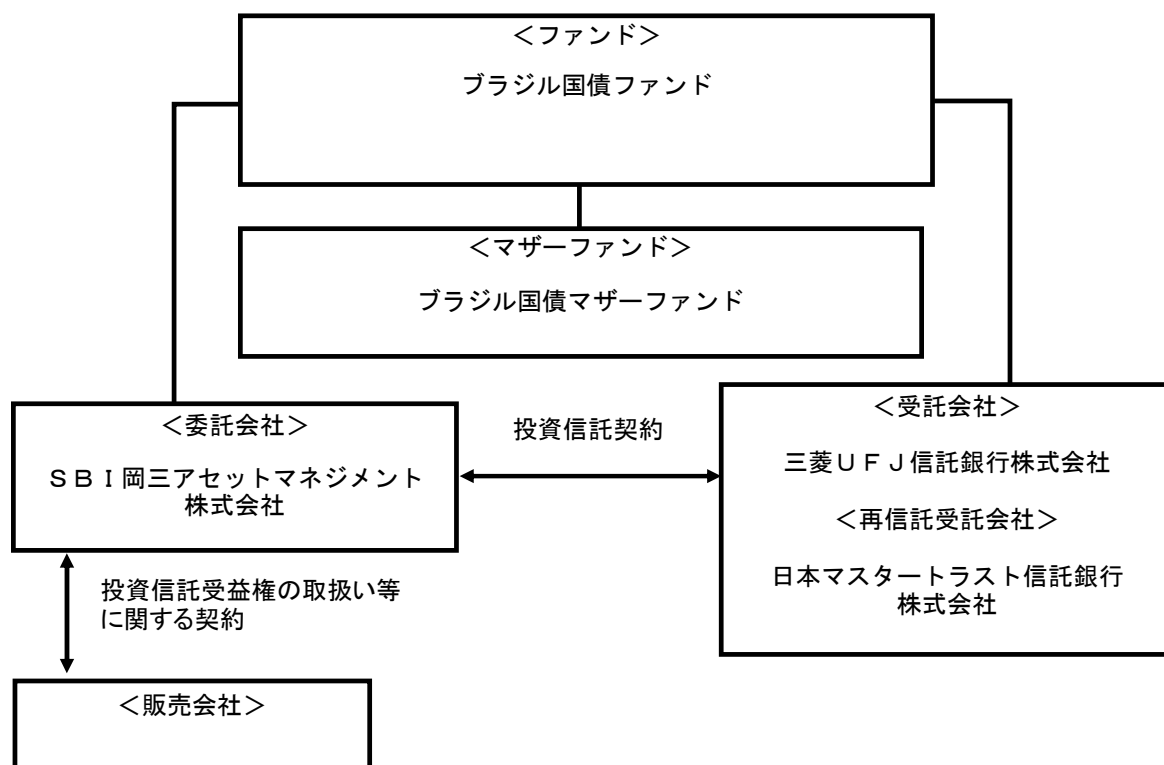 ＜ファンド＞
ブラジル国債ファンド
＜マザーファンド＞
ブラジル国債マザーファンド
＜委託会社＞
ＳＢＩ岡三アセットマネジメント
株式会社
投資信託契約
＜受託会社＞
三菱ＵＦＪ信託銀行株式会社
＜再信託受託会社＞
日本マスタートラスト信託銀行
株式会社
投資信託受益権の取扱い等
に関する契約
＜販売会社＞